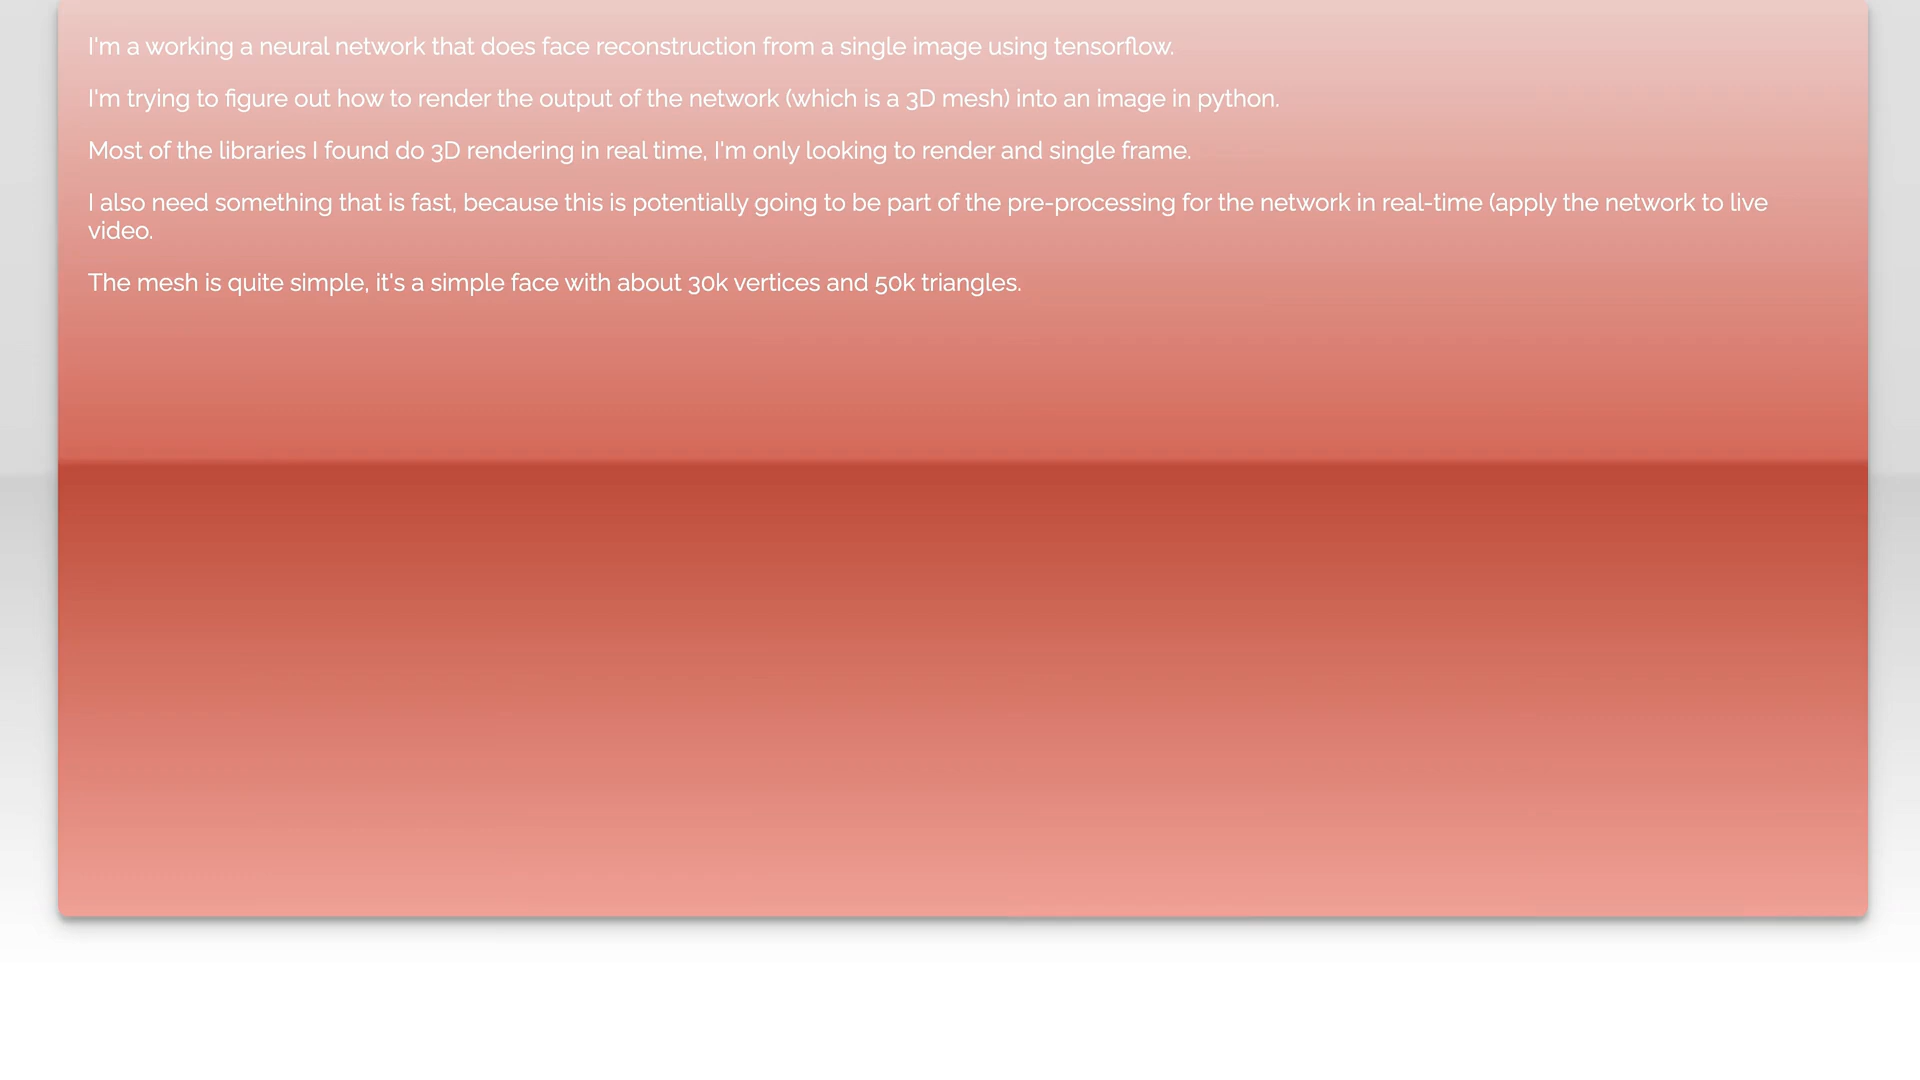 I'm a working a neural network that does face reconstruction from a single image using tensorflow.
I'm trying to figure out how to render the output of the network (which is a 3D mesh) into an image in python.
Most of the libraries I found do 3D rendering in real time, I'm only looking to render and single frame.
I also need something that is fast, because this is potentially going to be part of the pre-processing for the network in real-time (apply the network to live
video.
The mesh is quite simple, it's a simple face with about 30k vertices and 50k triangles.